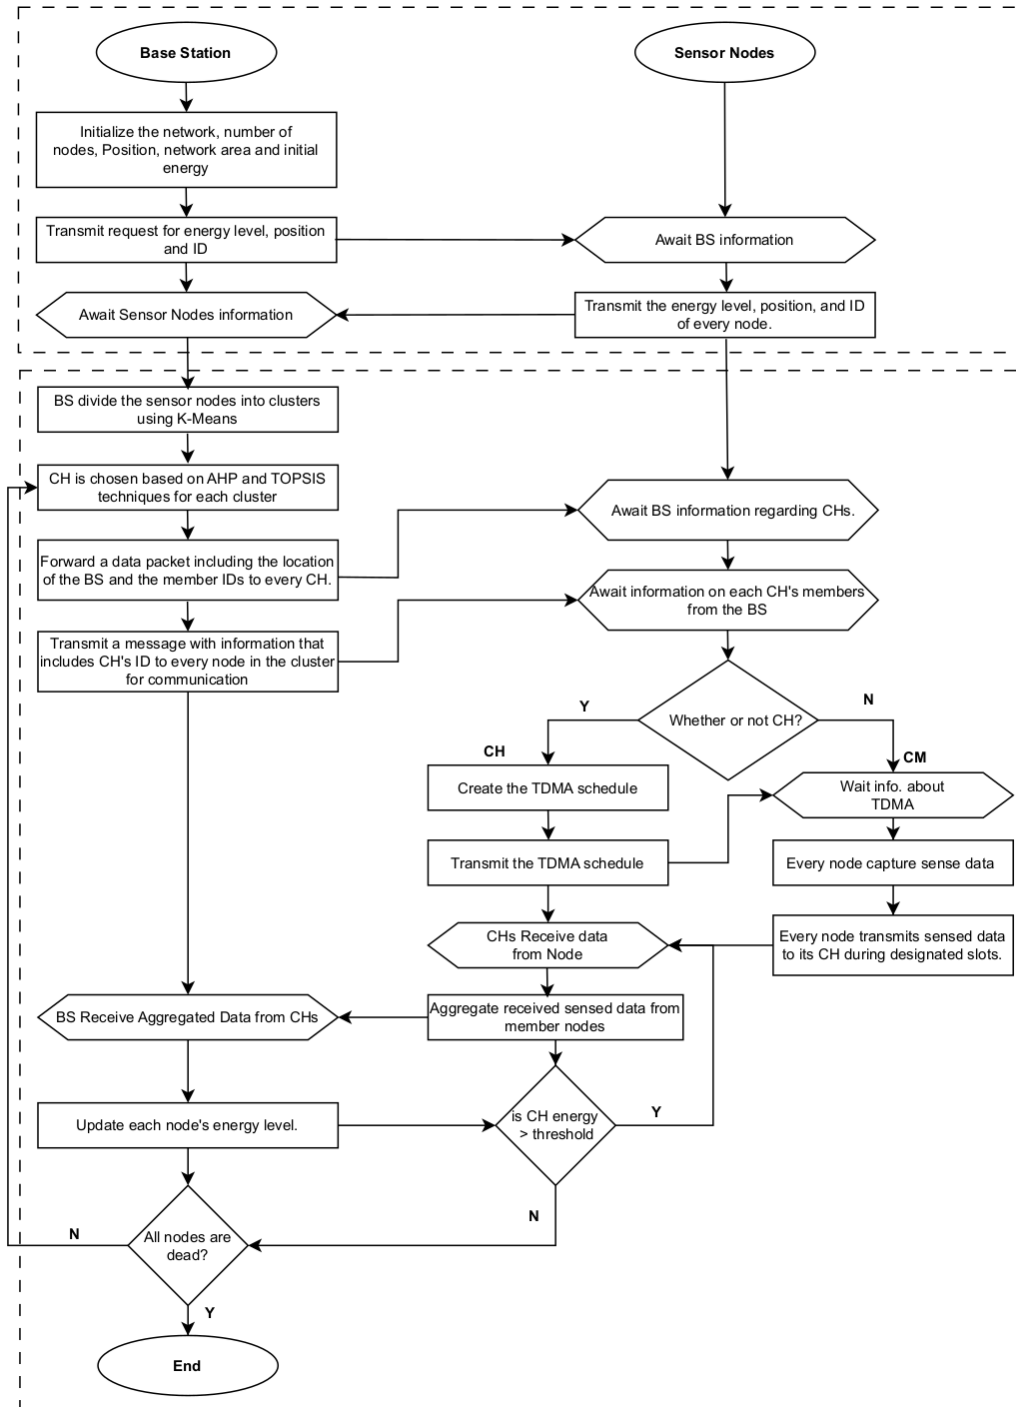 Base Station
Sensor Nodes
Initialize the network, number of
nodes, Position, network area and initial
energy
Transmit request for energy level, position
and ID
Await BS information
Await Sensor Nodes information
Transmit the energy level, position, and ID
of every node.
BS divide the sensor nodes into clusters
using K-Means
CH is chosen based on AHP and TOPSIS
techniques for each cluster
Await BS information regarding CHs.
Forward a data packet including the location
of the BS and the member IDs to every CH.
Await information on each CH's members
from the BS
Transmit a message with information that
includes CH's ID to every node in the cluster
for communication
Whether or not CH?
Y
N
CH
CM
Create the TDMA schedule
Wait info. about
TDMA
Transmit the TDMA schedule
Every node capture sense data
CHs Receive data
from Node
Every node transmits sensed data
to its CH during designated slots.
BS Receive Aggregated Data from CHs
Aggregate received sensed data from
member nodes
Update each node's energy level.
is CH energy
> threshold
Y
N
All nodes are
dead?
N
Y
End